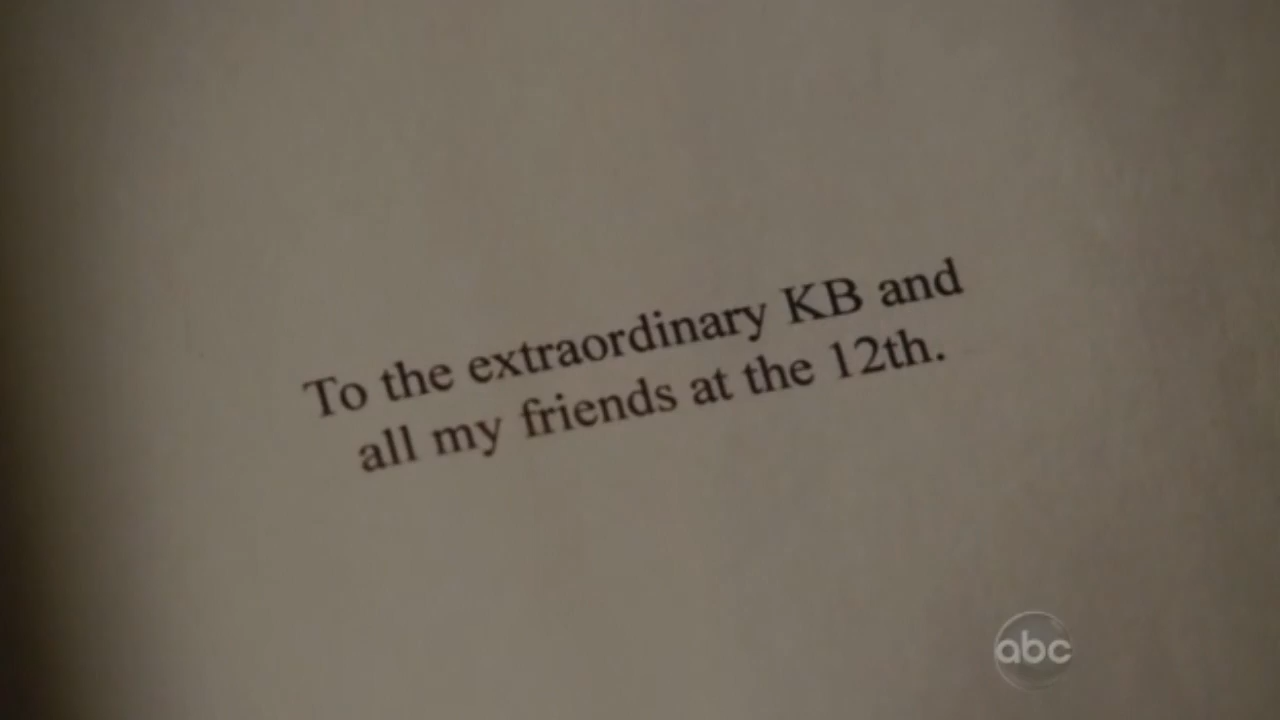 To the extraordinary KB and
all my friends at the 12th.
abc